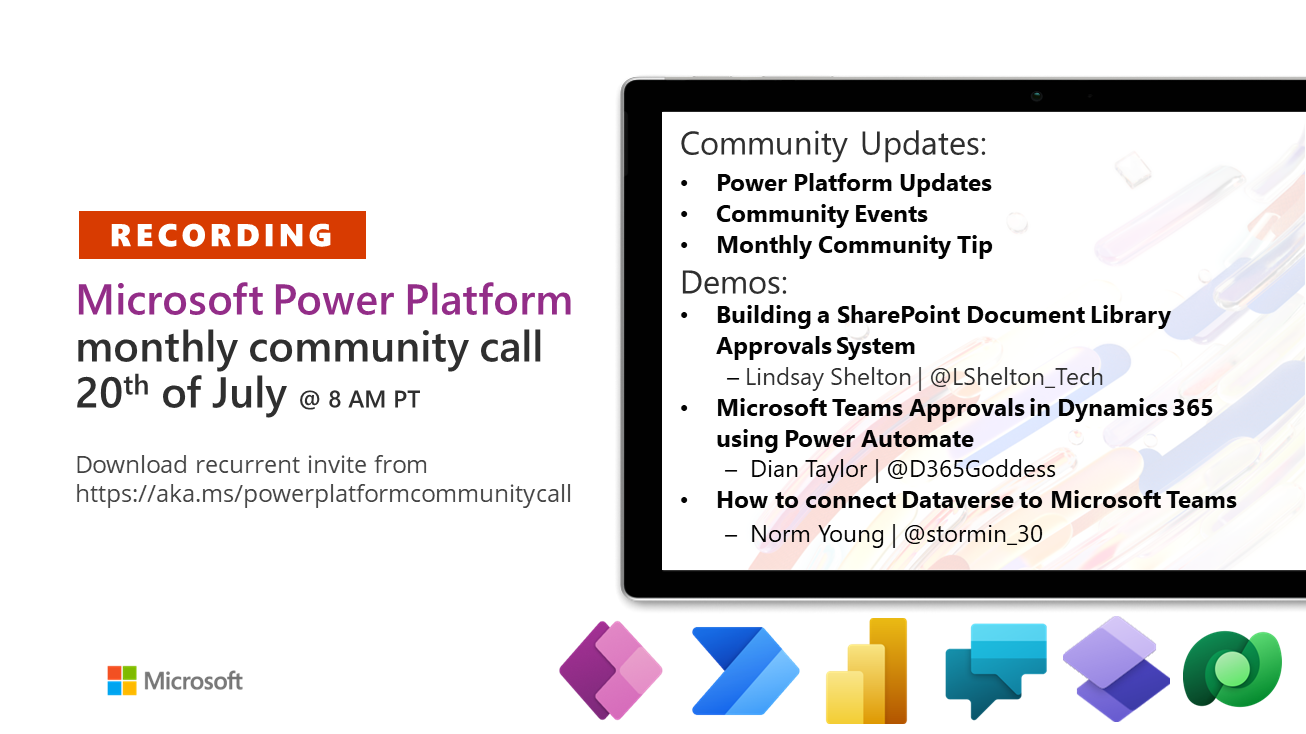 RECORDING
Microsoft Power Platform
monthly community call
20th of July @ 8 AM PT
Download recurrent invite from
https://aka.ms/powerplatformcommunitycall
Microsoft
Community Updates:
• Power Platform Updates
• Community Events
• Monthly Community Tip
Demos:
• Building a SharePoint Document Library
Approvals System
– Lindsay Shelton | @LShelton_Tech
• Microsoft Teams Approvals in Dynamics 365
using Power Automate
– Dian Taylor | @D365Goddess
• How to connect Dataverse to Microsoft Teams
– Norm Young | @stormin_30